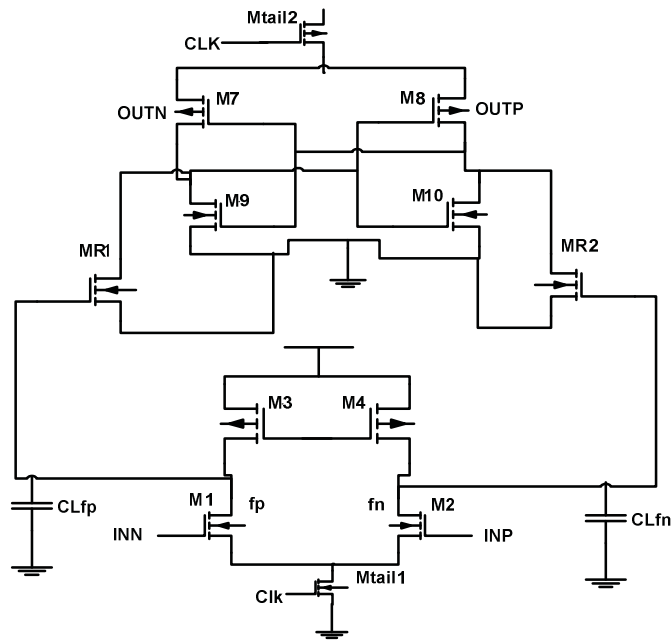 Mtail2
CLK
OUTN
M7
M8
OUTP
M9
M10
MR1
MR2
M3
M4
CLfp
M1
fp
fn
M2
CLfn
INN
INP
Mtail1
Clk